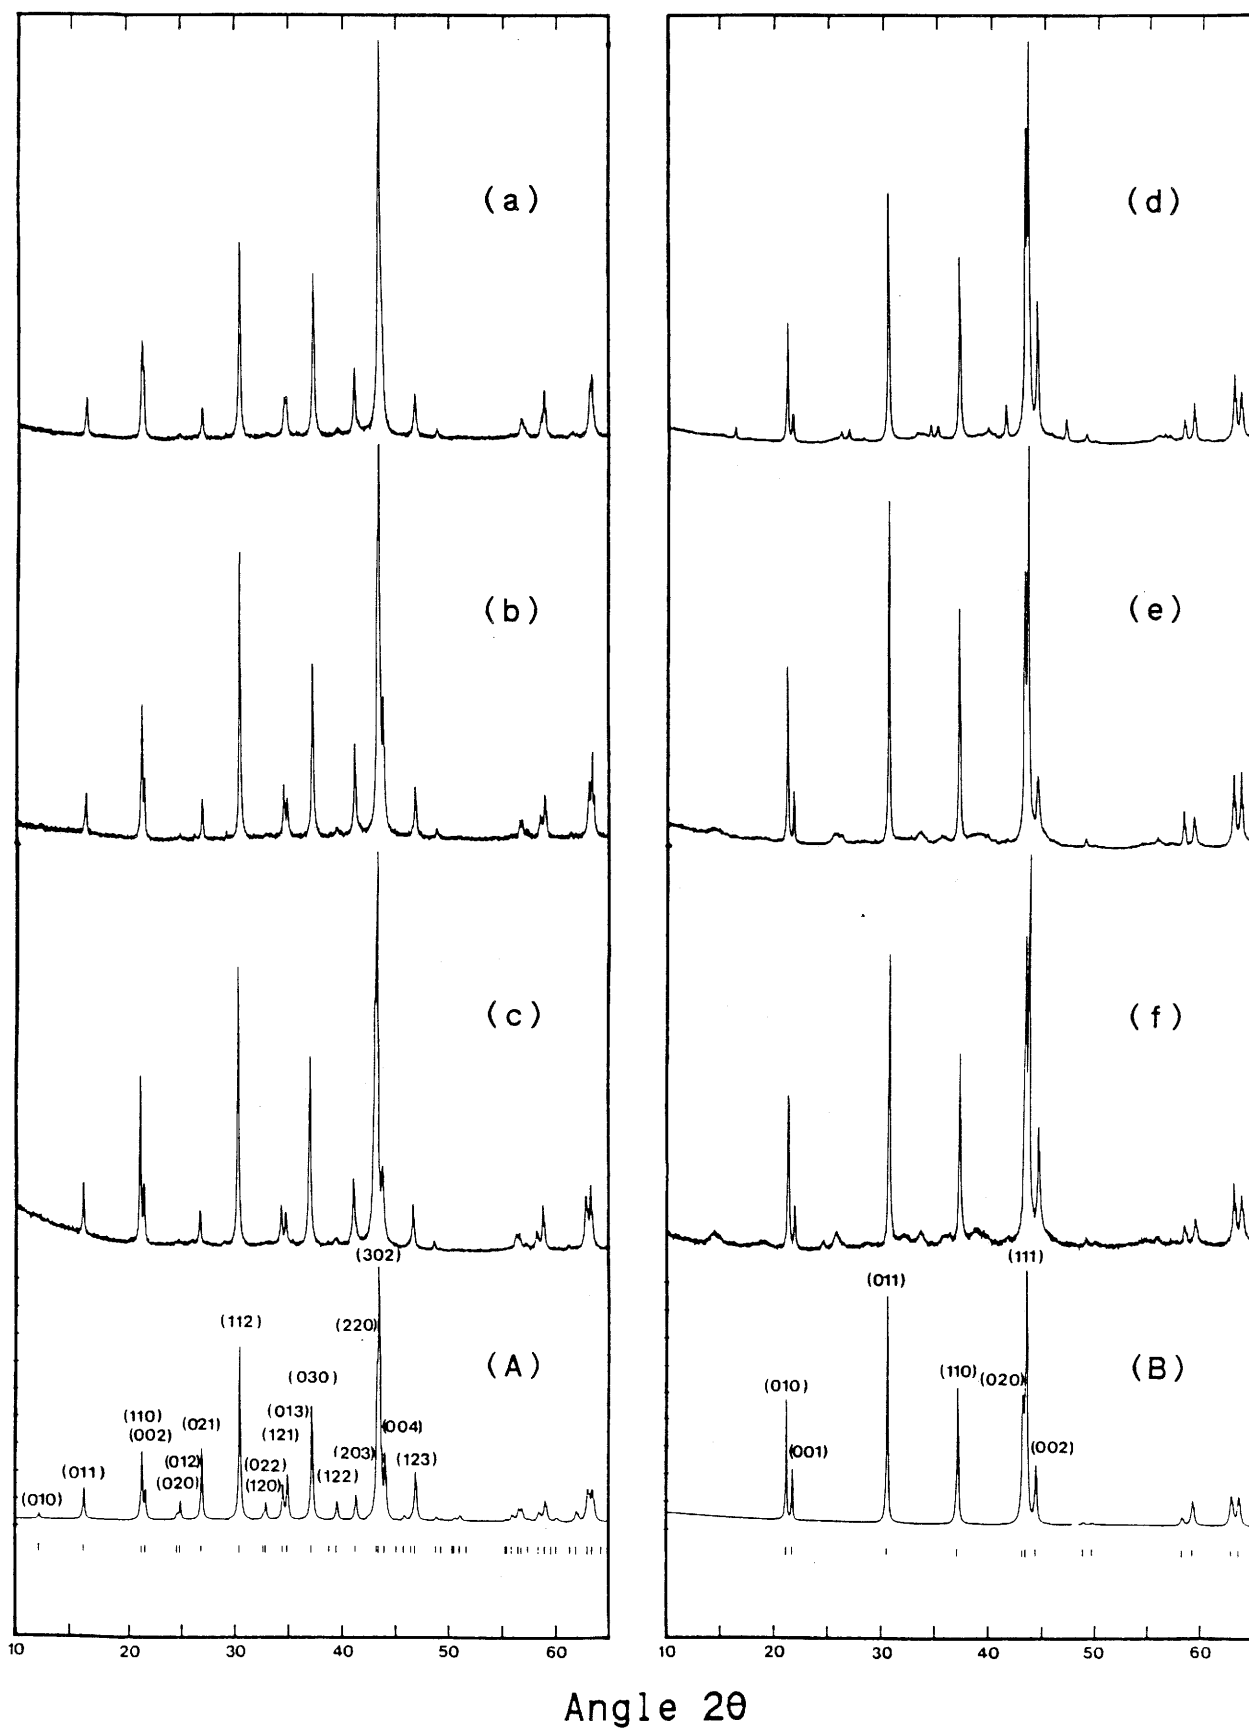 (a)
(b)
(c)
(302)
(112)
(220)
(A)
(030)
(110)
(013)
(004)
(002)
(021)
(121)
(203)
(123)
(011)
(012)
(022)
(122)
(020)
(120)
(010)
10 20 30 40 50 60
(d)
(e)
(f)
(111)
(011)
(B)
(110)
(020)
(010)
(001)
(002)
10 20 30 40 50 60
Angle 2θ